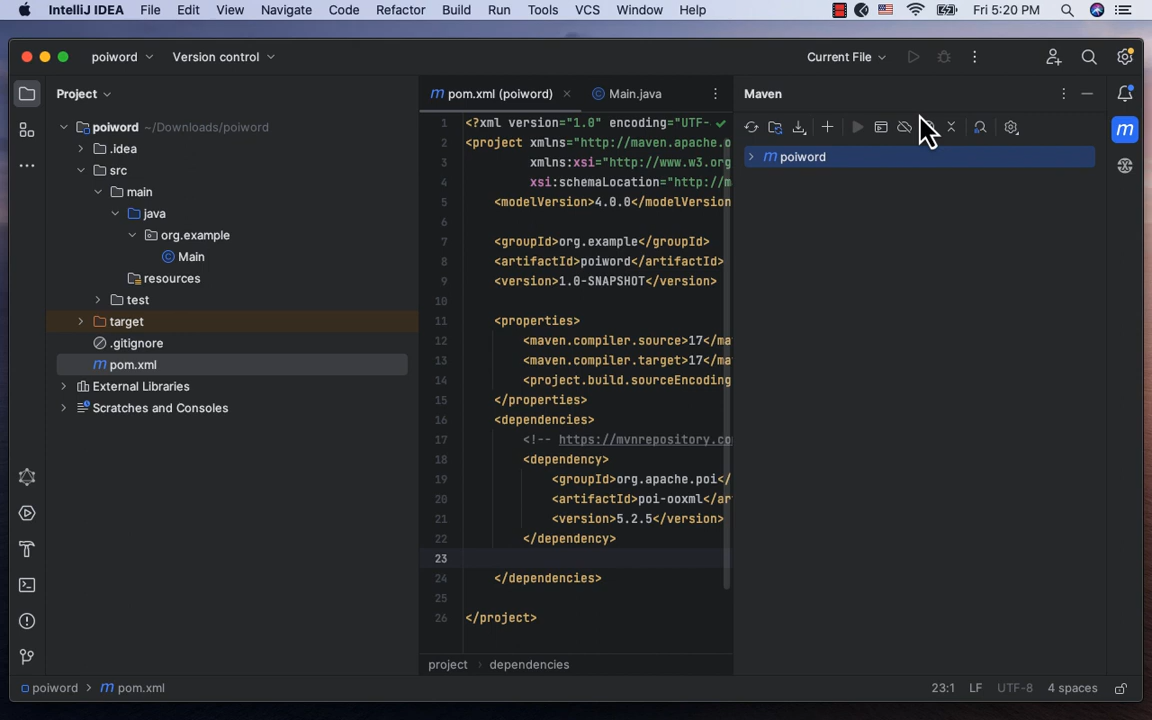 IntelliJ IDEA File Edit View Navigate Code Refactor Build Run Tools VCS Window Help Fri 5:20 PM
poiword Version control Current File
Project
pom.xml (poiword) Main.java
Maven
poiword ~/Downloads/poiword
.idea
src
main
java
org.example
Main
resources
test
target
.gitignore
pom.xml
External Libraries
Scratches and Consoles
1 <?xml version="1.0" encoding="UTF-
2 <project xmlns="http://maven.apache.o
3 xmlns:xsi="http://www.w3.org
4 xsi:schemaLocation="http://m
5 <modelVersion>4.0.0</modelVersion
6
7 <groupId>org.example</groupId>
8 <artifactId>poiword</artifactId>
9 <version>1.0-SNAPSHOT</version>
10
11 <properties>
12 <maven.compiler.source>17</ma
13 <maven.compiler.target>17</ma
14 <project.build.sourceEncoding
15 </properties>
16 <dependencies>
17 <!-- https://mvnrepository.co
18 <dependency>
19 <groupId>org.apache.poi</
20 <artifactId>poi-ooxml</ar
21 <version>5.2.5</version>
22 </dependency>
23
24 </dependencies>
25
26 </project>
project > dependencies
poiword
poiword > pom.xml 23:1 LF UTF-8 4 spaces